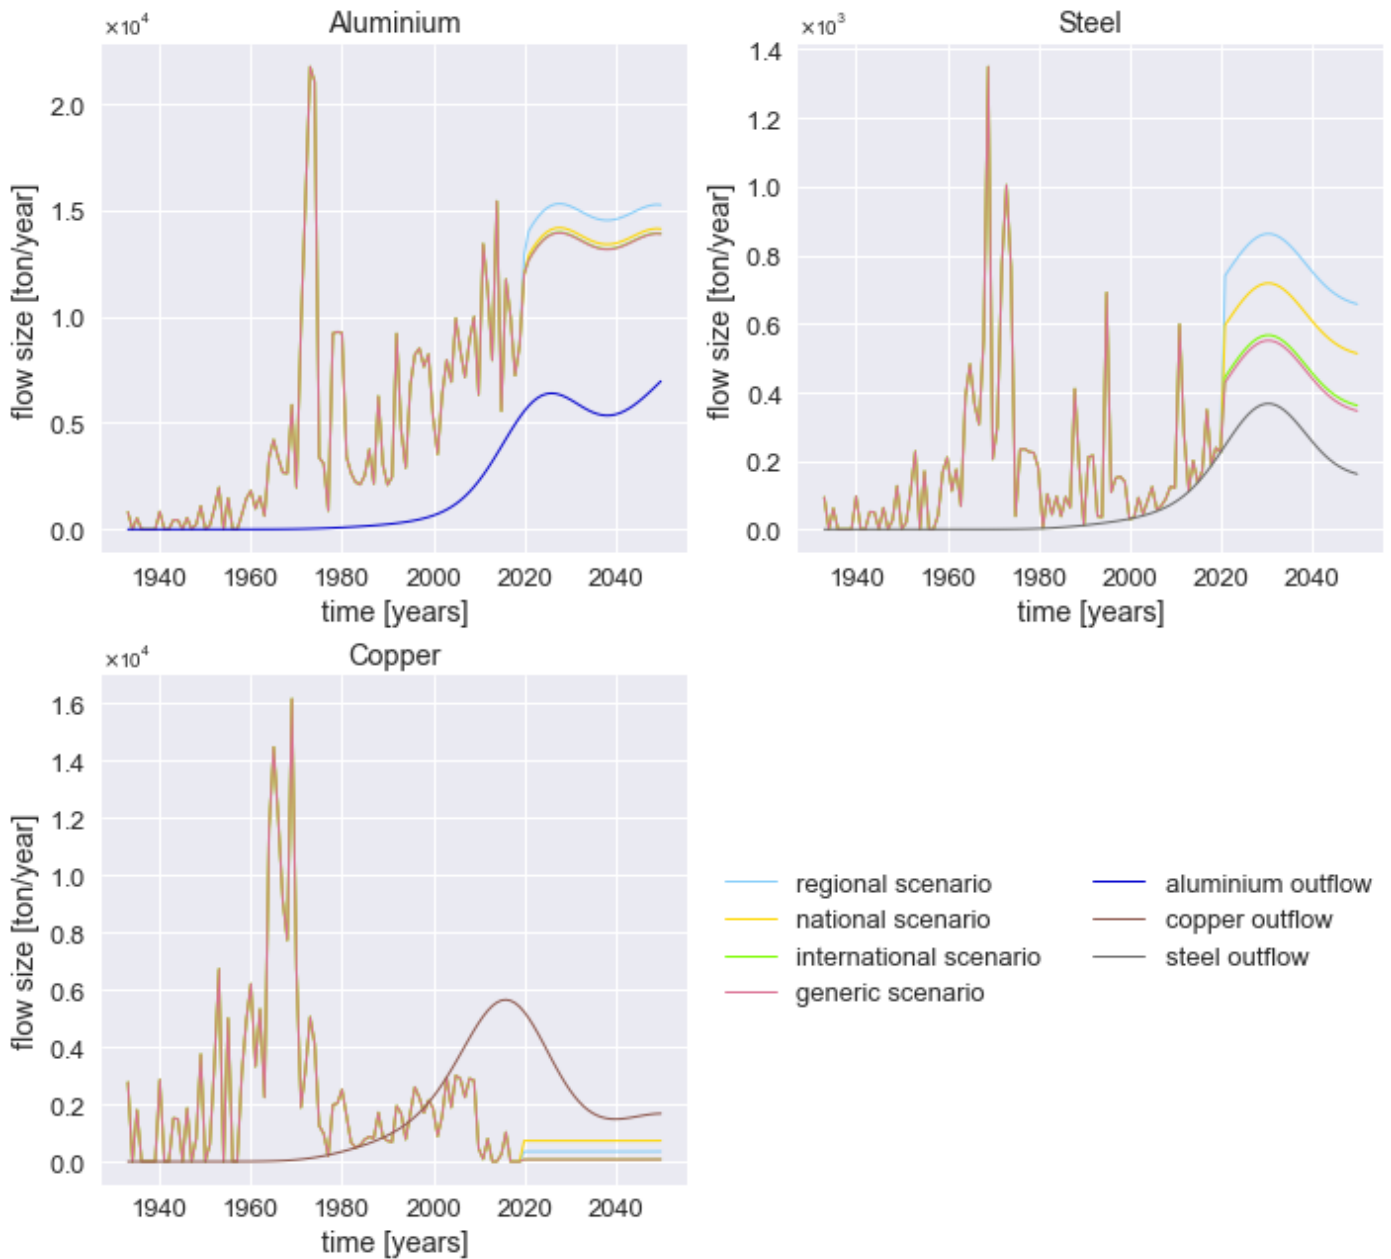 ×10⁴
Aluminium
2.0
1.5
1.0
0.5
0.0
flow size [ton/year]
1940 1960 1980 2000 2020 2040
time [years]
×10³
Steel
1.4
1.2
1.0
0.8
0.6
0.4
0.2
0.0
flow size [ton/year]
1940 1960 1980 2000 2020 2040
time [years]
×10⁴
Copper
1.6
1.4
1.2
1.0
0.8
0.6
0.4
0.2
0.0
flow size [ton/year]
1940 1960 1980 2000 2020 2040
time [years]
regional scenario
national scenario
international scenario
generic scenario
aluminium outflow
copper outflow
steel outflow